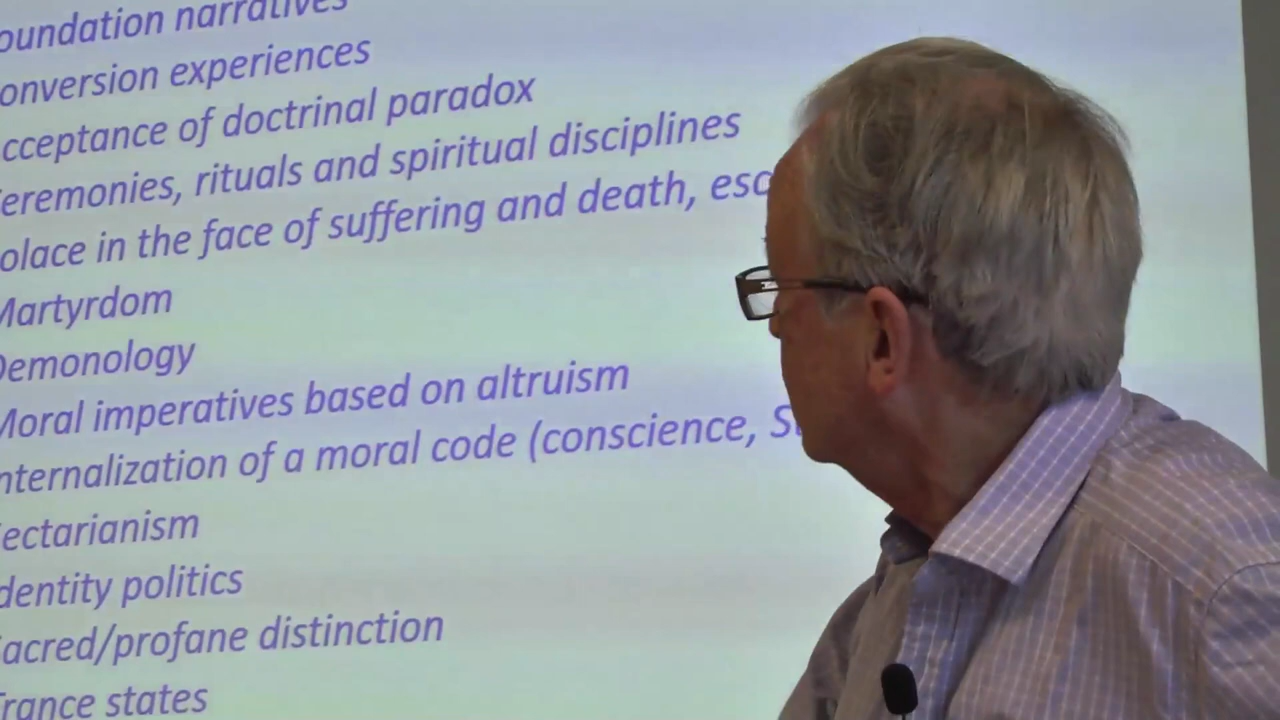 oundation narratives
onversion experiences
cceptance of doctrinal paradox
eremonies, rituals and spiritual disciplines
olace in the face of suffering and death, esc
Martyrdom
Demonology
Moral imperatives based on altruism
nternalization of a moral code (conscience, S
ectarianism
dentity politics
acred/profane distinction
Trance states